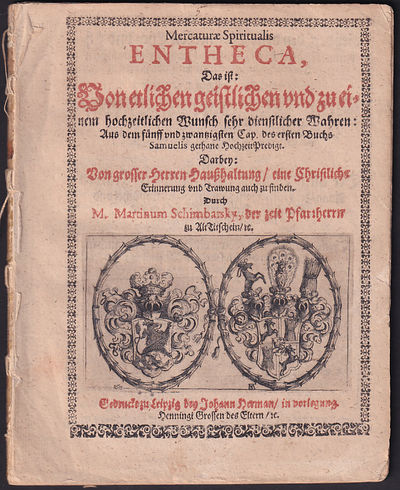 Mercaturæ Spiritualis
ENTHECA,
Das ist:
Von etlichen geistlichen vnd zu ei-
nem hochzeitlichen Wunsch sehr dienstlicher Wahren:
Aus dem fünff vnd zwantzigsten Cap. des ersten Buchs
Samuelis gethane HochzeitPredigt.
Darbey:
Von grosser Herren Haußhaltung/ eine Christliche
Erinnerung vnd Trawung auch zu finden.
Durch
M. Martinum Schimbarsky, der zeit Pfarrherrn
zu AltTitschein/ ꝛc.
Gedruckt zu Leipzig bey Johann Herman/ in vorlegung
Henningi Grossen des Eltern/ ꝛc.